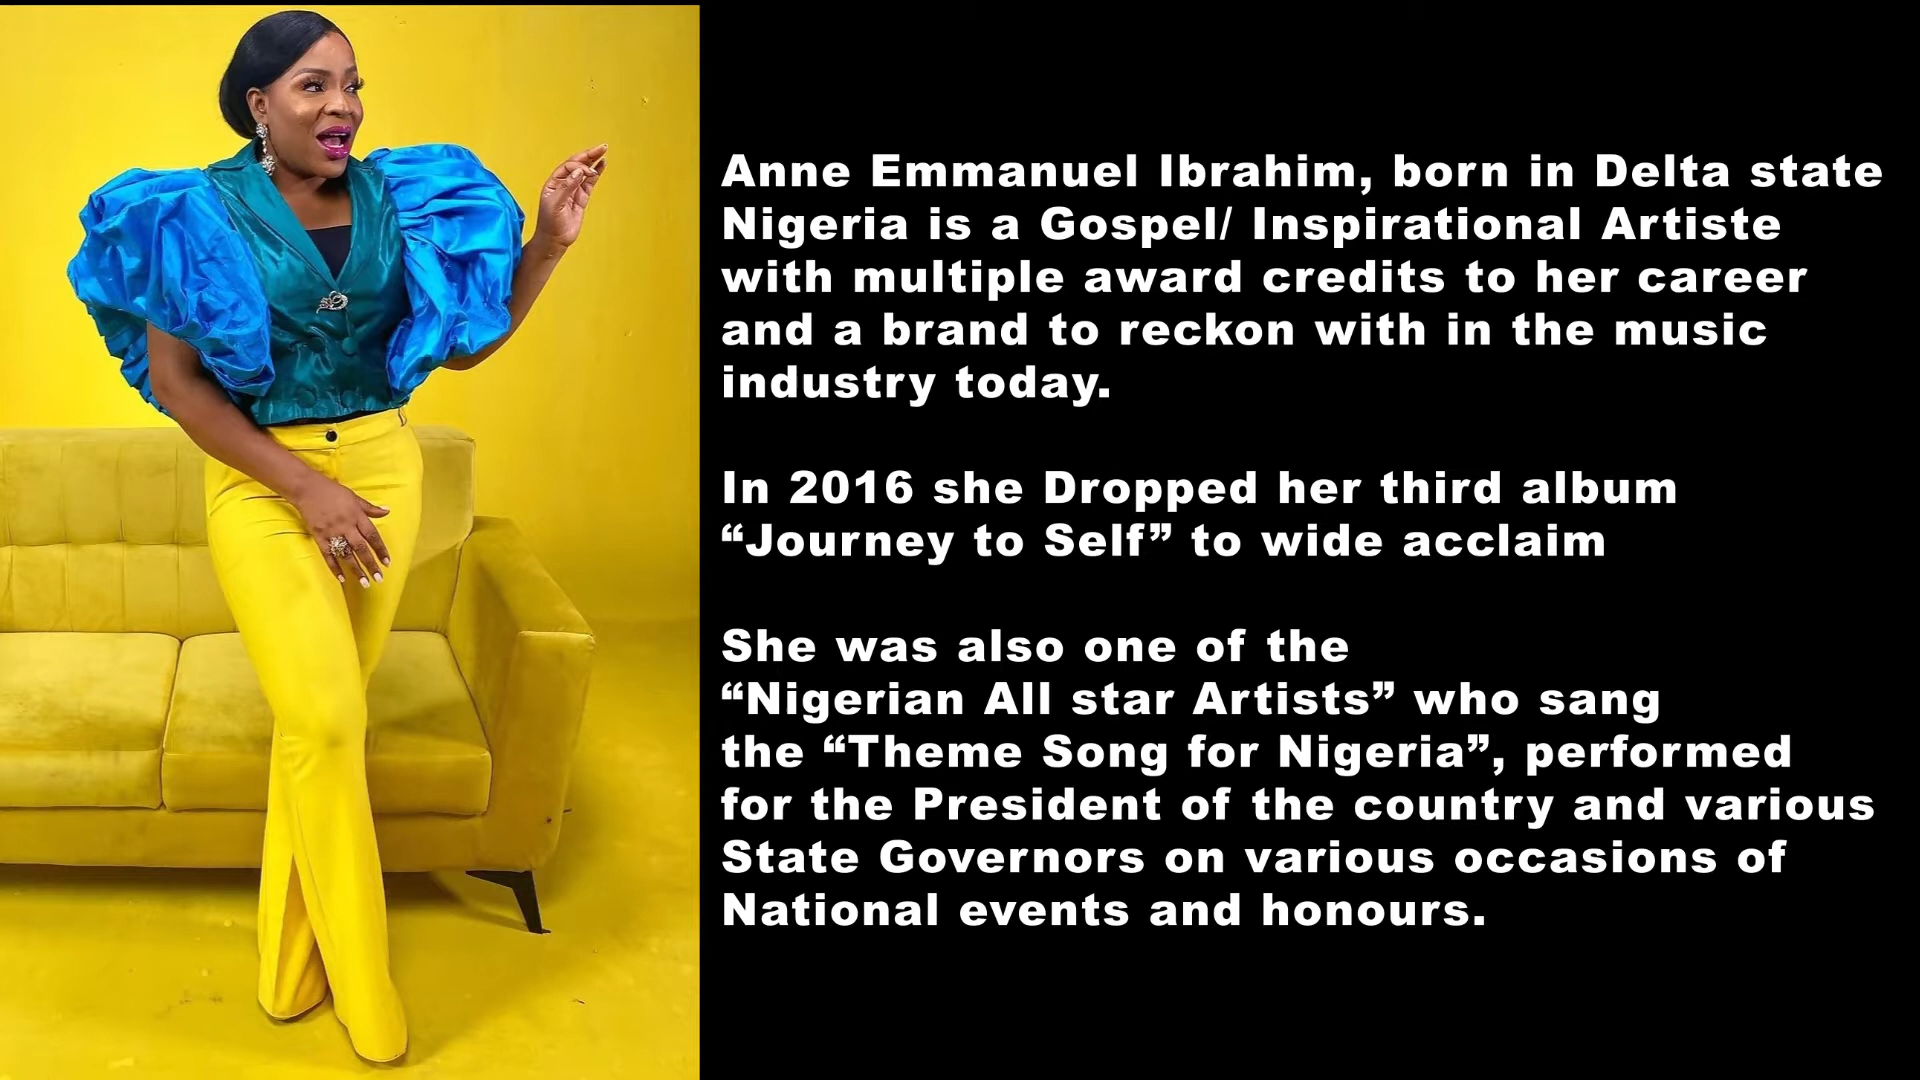 Anne Emmanuel Ibrahim, born in Delta state
Nigeria is a Gospel/ Inspirational Artiste
with multiple award credits to her career
and a brand to reckon with in the music
industry today.
In 2016 she Dropped her third album
“Journey to Self” to wide acclaim
She was also one of the
“Nigerian All star Artists” who sang
the “Theme Song for Nigeria”, performed
for the President of the country and various
State Governors on various occasions of
National events and honours.